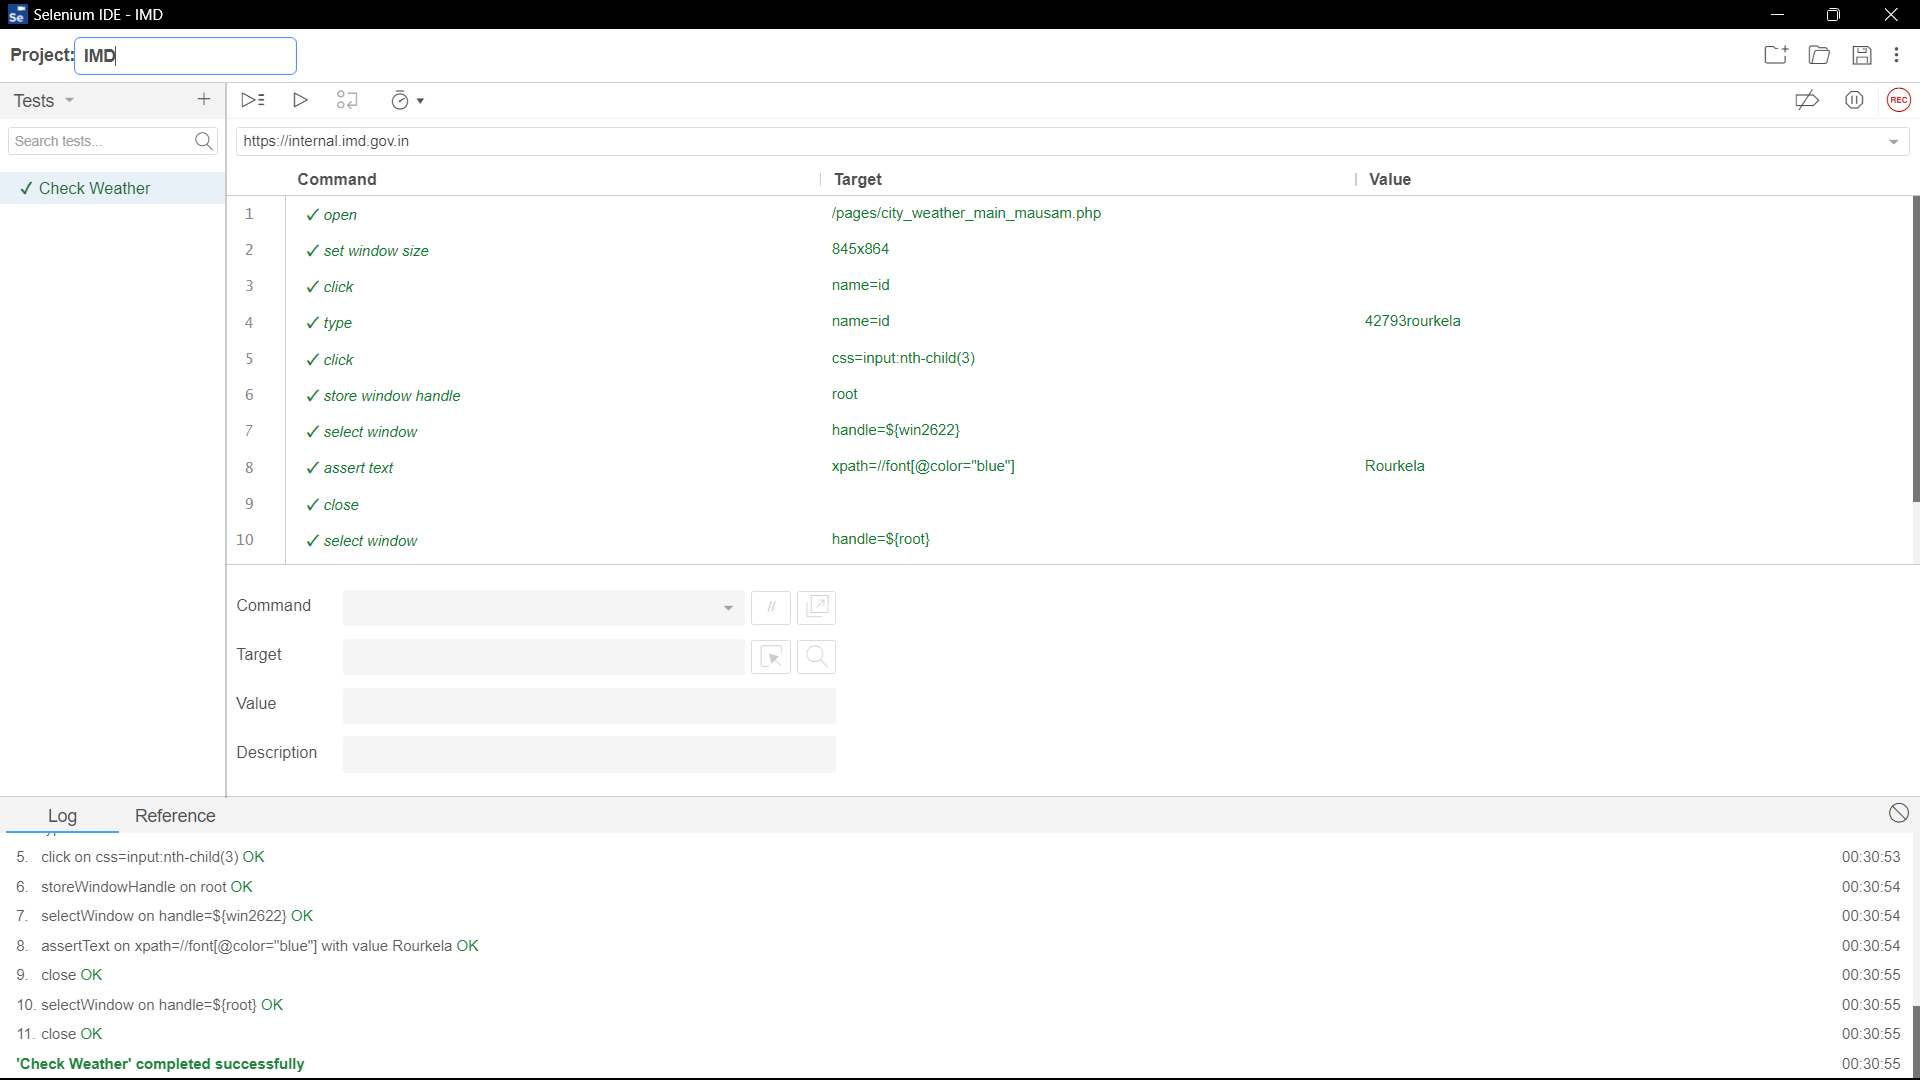 Selenium IDE - IMD
Project: IMD
Tests
Search tests...
✓ Check Weather
REC
https://internal.imd.gov.in
Command Target Value
1 ✓ open /pages/city_weather_main_mausam.php
2 ✓ set window size 845x864
3 ✓ click name=id
4 ✓ type name=id 42793rourkela
5 ✓ click css=input:nth-child(3)
6 ✓ store window handle root
7 ✓ select window handle=${win2622}
8 ✓ assert text xpath=//font[@color="blue"] Rourkela
9 ✓ close
10 ✓ select window handle=${root}
Command //
Target
Value
Description
Log Reference
5. click on css=input:nth-child(3) OK 00:30:53
6. storeWindowHandle on root OK 00:30:54
7. selectWindow on handle=${win2622} OK 00:30:54
8. assertText on xpath=//font[@color="blue"] with value Rourkela OK 00:30:54
9. close OK 00:30:55
10. selectWindow on handle=${root} OK 00:30:55
11. close OK 00:30:55
'Check Weather' completed successfully 00:30:55